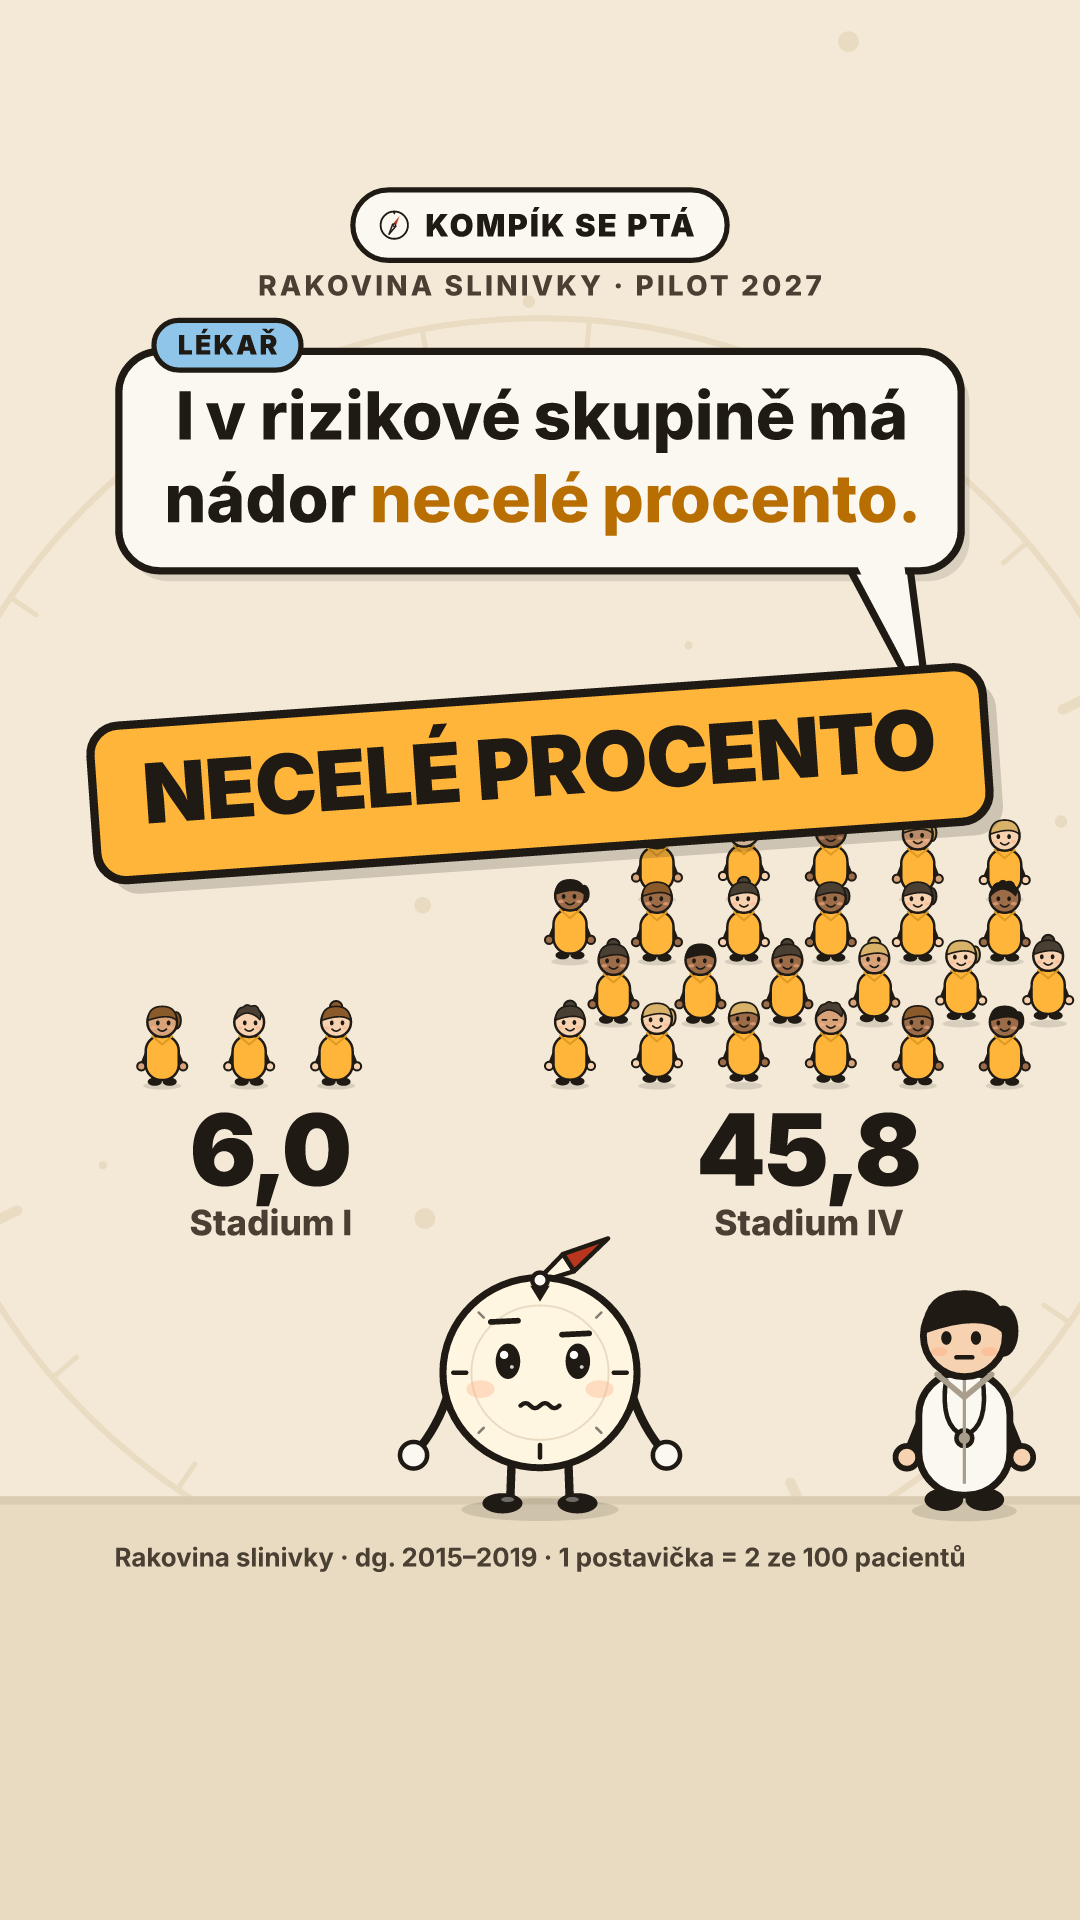 KOMPÍK SE PTÁ
RAKOVINA SLINIVKY · PILOT 2027
LÉKAŘ
I v rizikové skupině má
nádor necelé procento.
NECELÉ PROCENTO
6,0
Stadium I
45,8
Stadium IV
Rakovina slinivky · dg. 2015–2019 · 1 postavička = 2 ze 100 pacientů